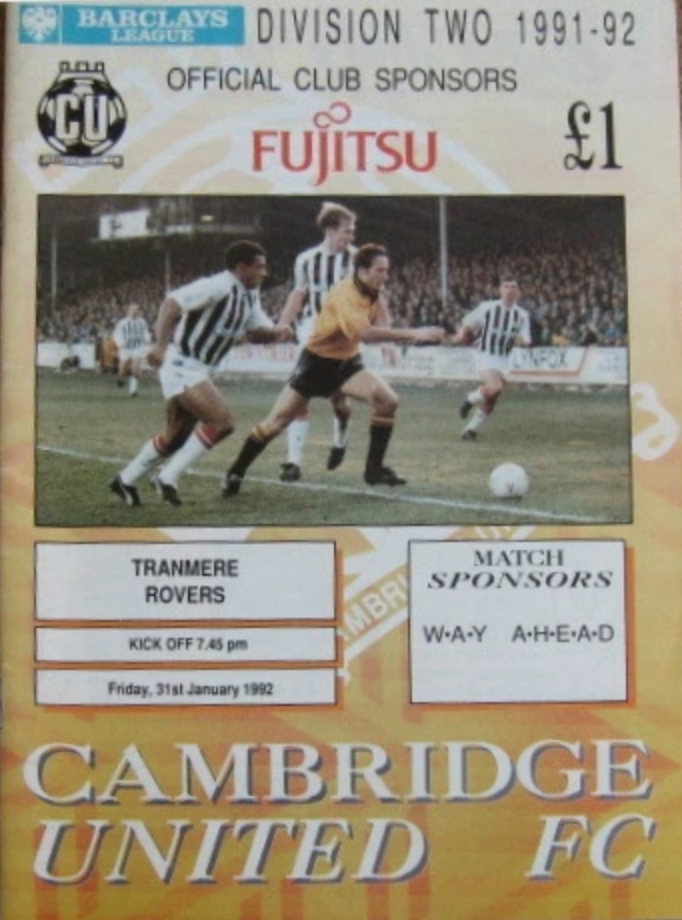 BARCLAYS
LEAGUE
DIVISION TWO 1991-92
OFFICIAL CLUB SPONSORS
CU
FUJITSU
£1
LYNFOX
TRANMERE
ROVERS
KICK OFF 7.45 pm
Friday, 31st January 1992
MATCH
SPONSORS
W•A•Y A•H•E•A•D
CAMBRIDGE
UNITED FC